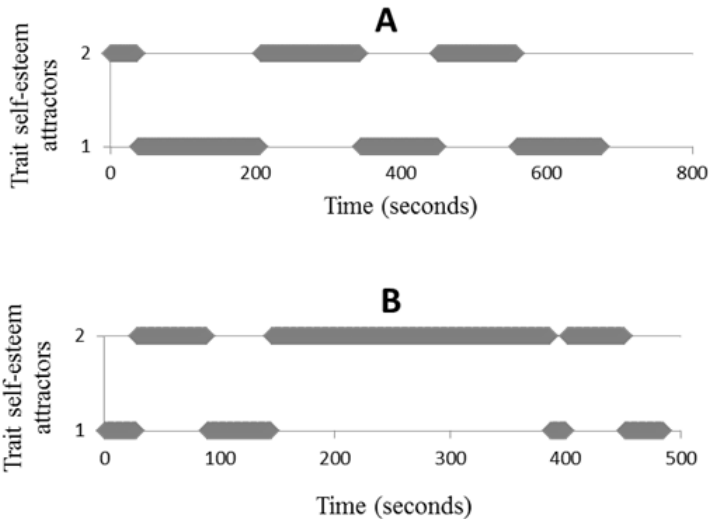 A
Trait self-esteem
attractors
2
1
0 200 400 600 800
Time (seconds)
B
Trait self-esteem
attractors
2
1
0 100 200 300 400 500
Time (seconds)